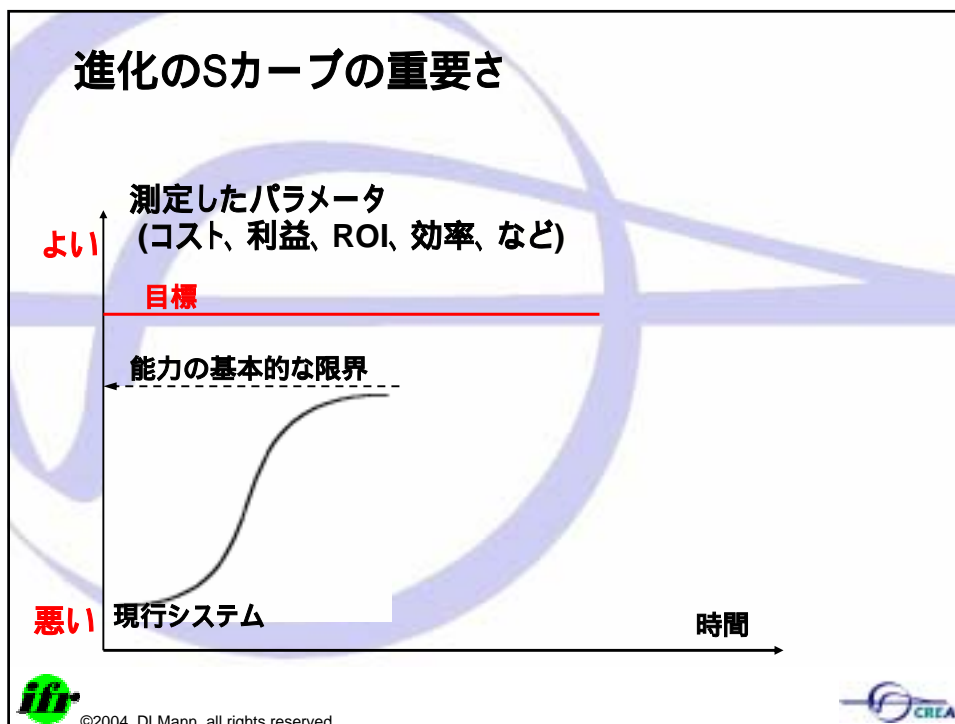 進化のSカーブの重要さ
測定したパラメータ
(コスト、利益、ROI、効率、など)
よい
目標
能力の基本的な限界
悪い
現行システム
時間
ifr
©2004, DLMann, all rights reserved
CREA